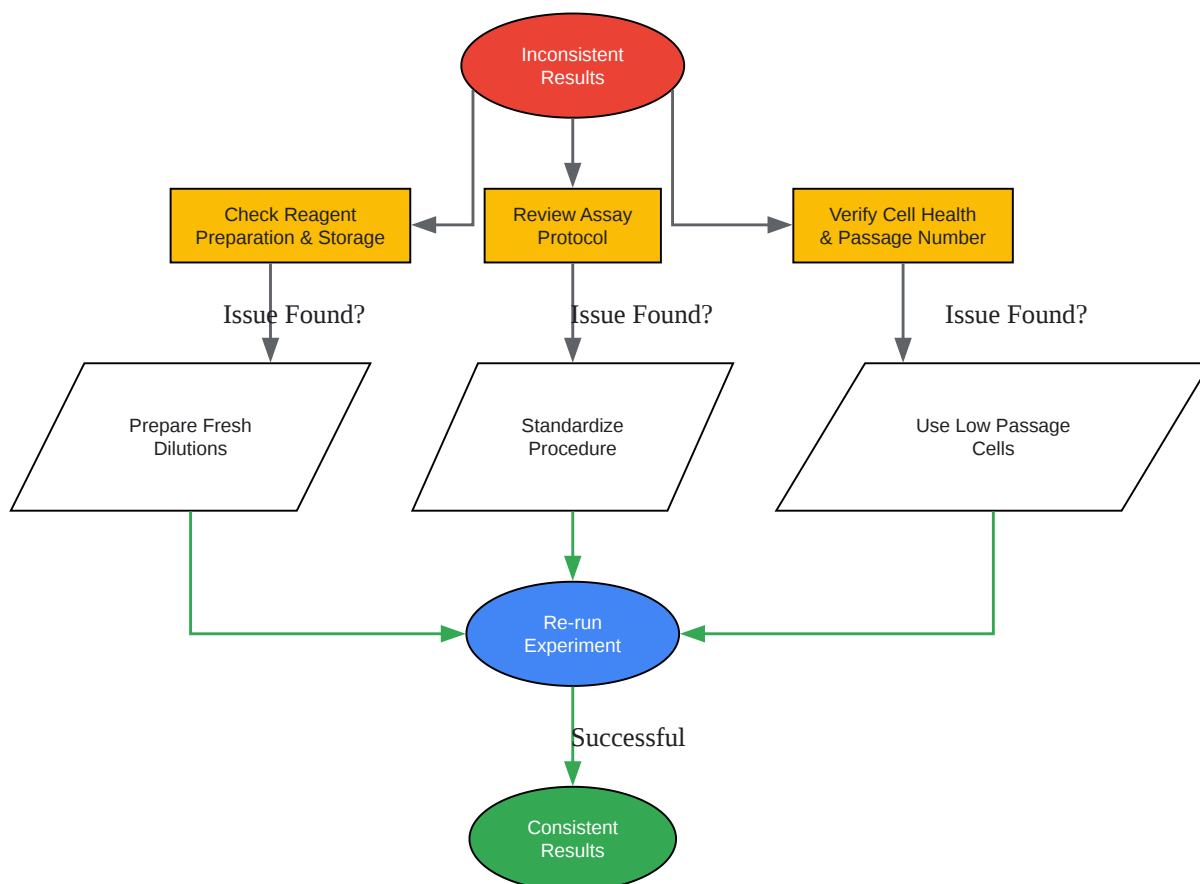 Inconsistent
Results
Check Reagent
Preparation & Storage
Review Assay
Protocol
Verify Cell Health
& Passage Number
Issue Found?
Issue Found?
Issue Found?
Prepare Fresh
Dilutions
Standardize
Procedure
Use Low Passage
Cells
Re-run
Experiment
Successful
Consistent
Results